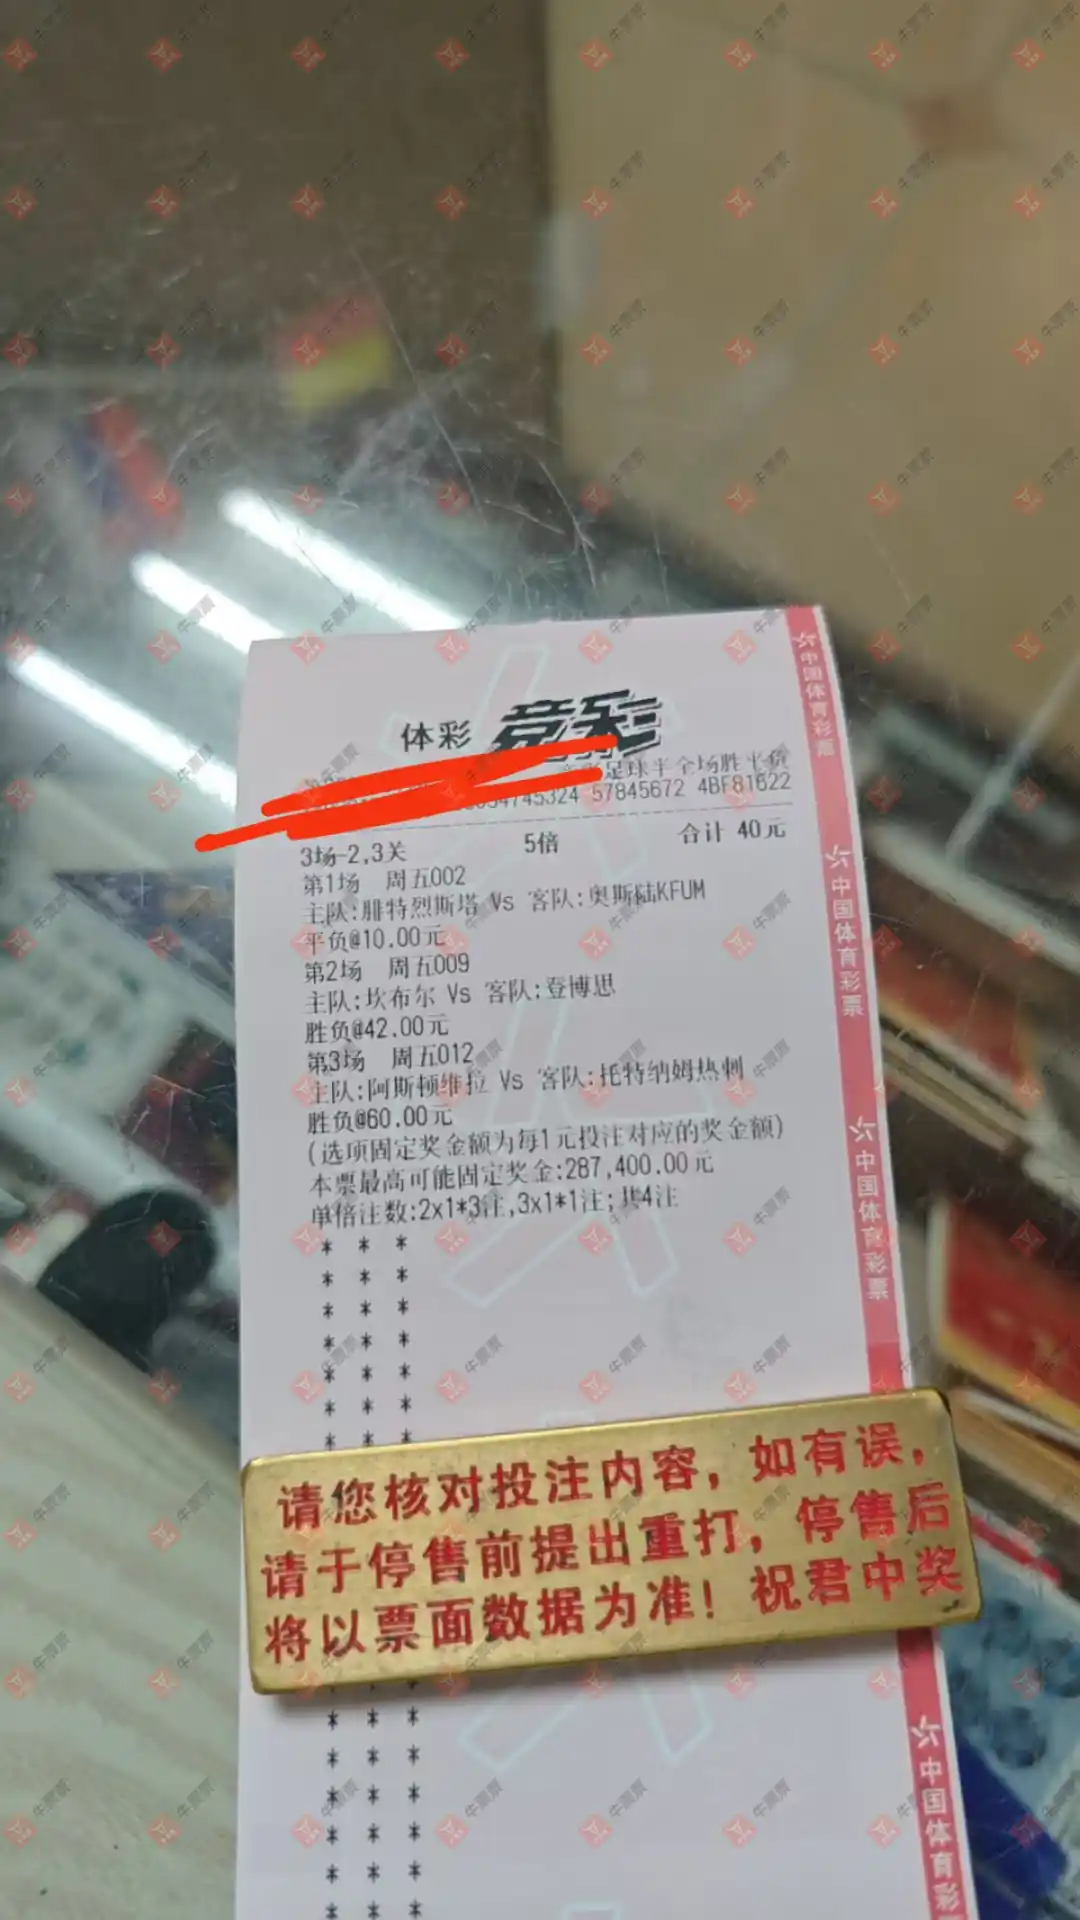 体彩 竞彩
足球半全场胜平负
57845672 4BF81622
3场-2,3关 5倍 合计 40元
第1场 周五002
主队:腓特烈斯塔 Vs 客队:奥斯陆KFUM
平负@10.00元
第2场 周五009
主队:坎布尔 Vs 客队:登博思
胜负@42.00元
第3场 周五012
主队:阿斯顿维拉 Vs 客队:托特纳姆热刺
胜负@60.00元
(选项固定奖金额为每1元投注对应的奖金额)
本票最高可能固定奖金:287,400.00元
单倍注数:2x1*3注,3x1*1注;共4注
* * *
* * *
* * *
* * *
* * *
* * *
* * *
请您核对投注内容，如有误，
请于停售前提出重打，停售后
将以票面数据为准！祝君中奖
* * *
* * *
* * *
* * *
* * *
* * *
中国体育彩票
中国体育彩票
中国体育彩票
中国体育彩
牛票票